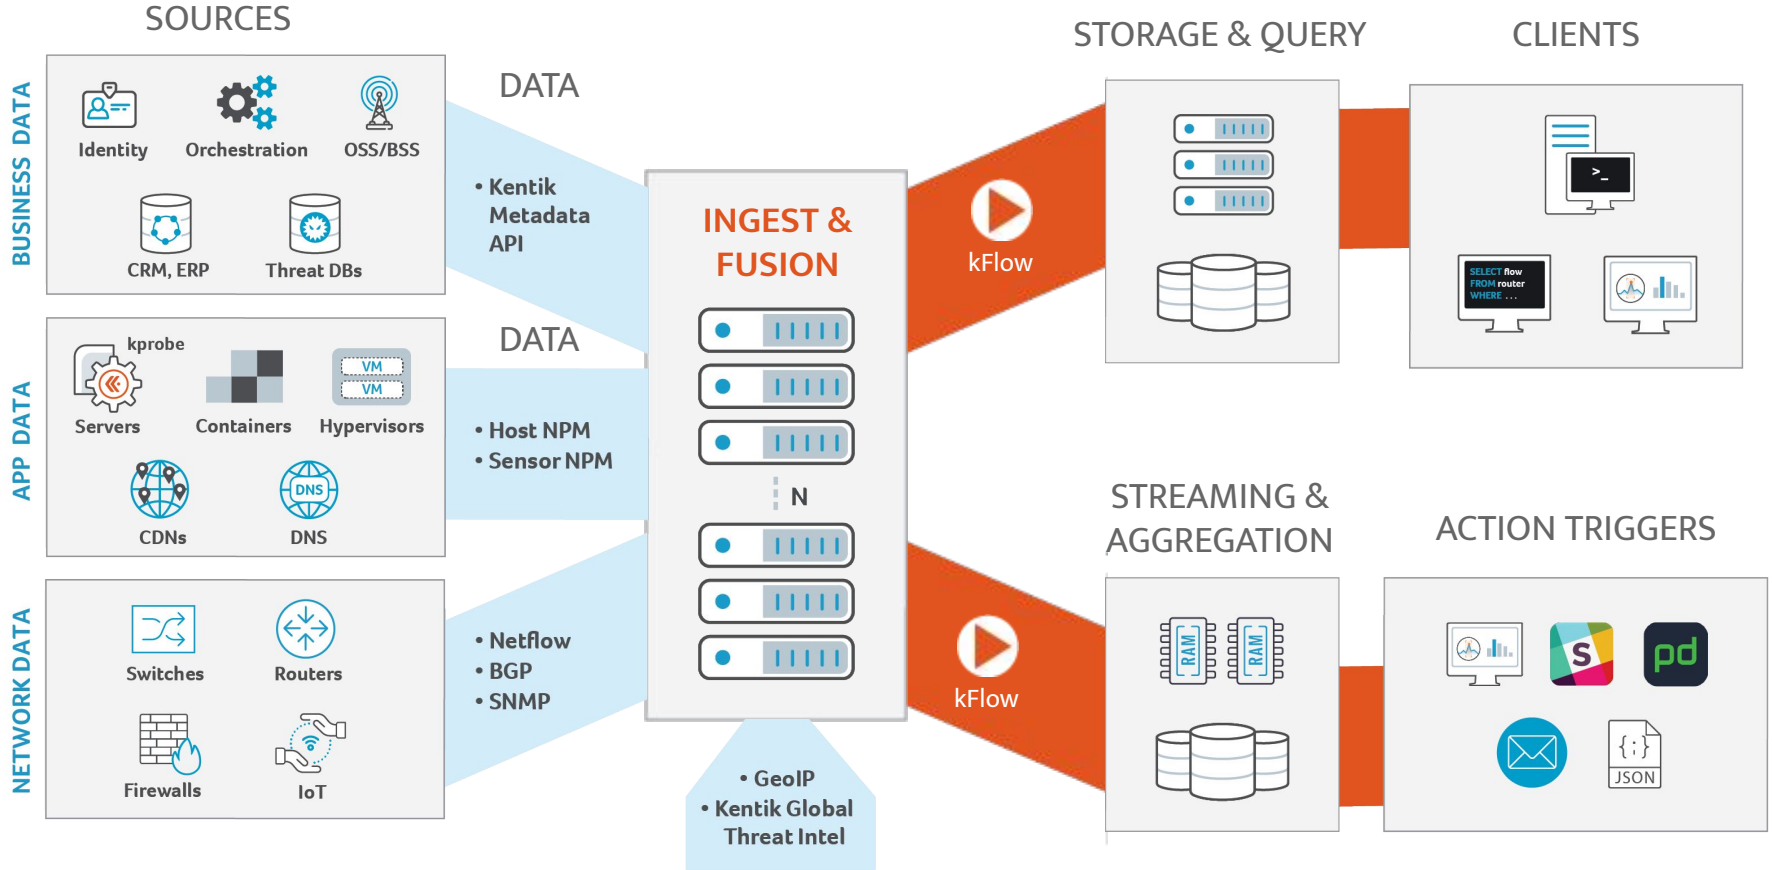 SOURCES
BUSINESS DATA
Identity
Orchestration
OSS/BSS
CRM, ERP
Threat DBs
DATA
• Kentik
Metadata
API
APP DATA
kprobe
Servers
Containers
VM
VM
Hypervisors
CDNs
DNS
DNS
DATA
• Host NPM
• Sensor NPM
NETWORK DATA
Switches
Routers
Firewalls
IoT
• Netflow
• BGP
• SNMP
INGEST &
FUSION
N
• GeoIP
• Kentik Global
Threat Intel
kFlow
STORAGE & QUERY
CLIENTS
>_
SELECT flow
FROM router
WHERE ...
kFlow
STREAMING &
AGGREGATION
RAM
RAM
ACTION TRIGGERS
S
pd
{;}
JSON